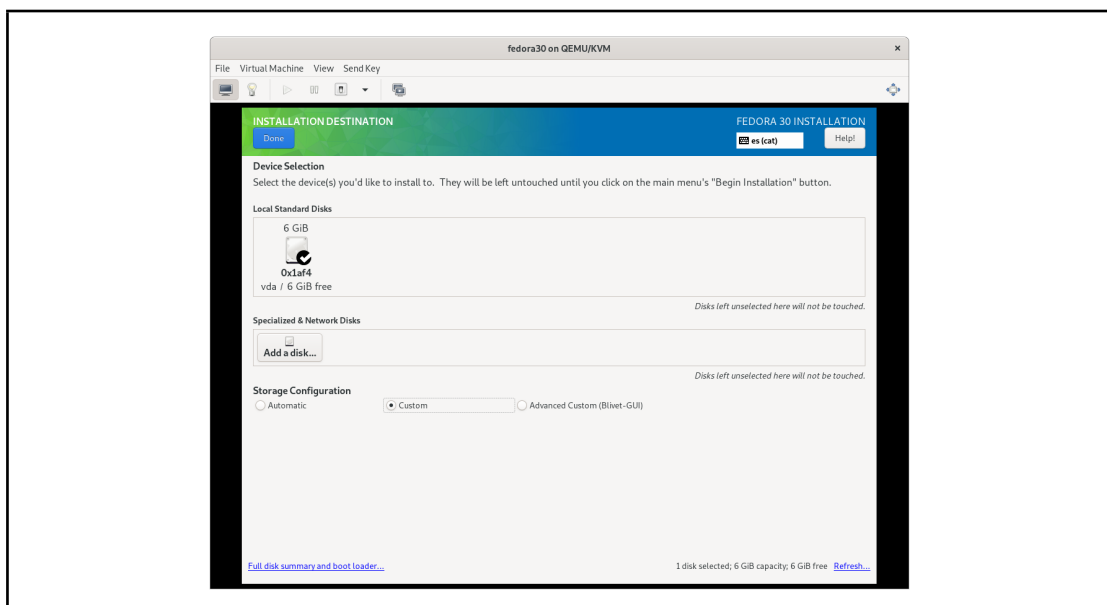 fedora30 on QEMU/KVM
File Virtual Machine View Send Key
INSTALLATION DESTINATION
FEDORA 30 INSTALLATION
Done
es (cat)
Help!
Device Selection
Select the device(s) you'd like to install to. They will be left untouched until you click on the main menu's "Begin Installation" button.
Local Standard Disks
6 GiB
0x1af4
vda / 6 GiB free
Disks left unselected here will not be touched.
Specialized & Network Disks
Add a disk...
Disks left unselected here will not be touched.
Storage Configuration
Automatic Custom Advanced Custom (Blivet-GUI)
Full disk summary and boot loader... 1 disk selected; 6 GiB capacity; 6 GiB free Refresh...